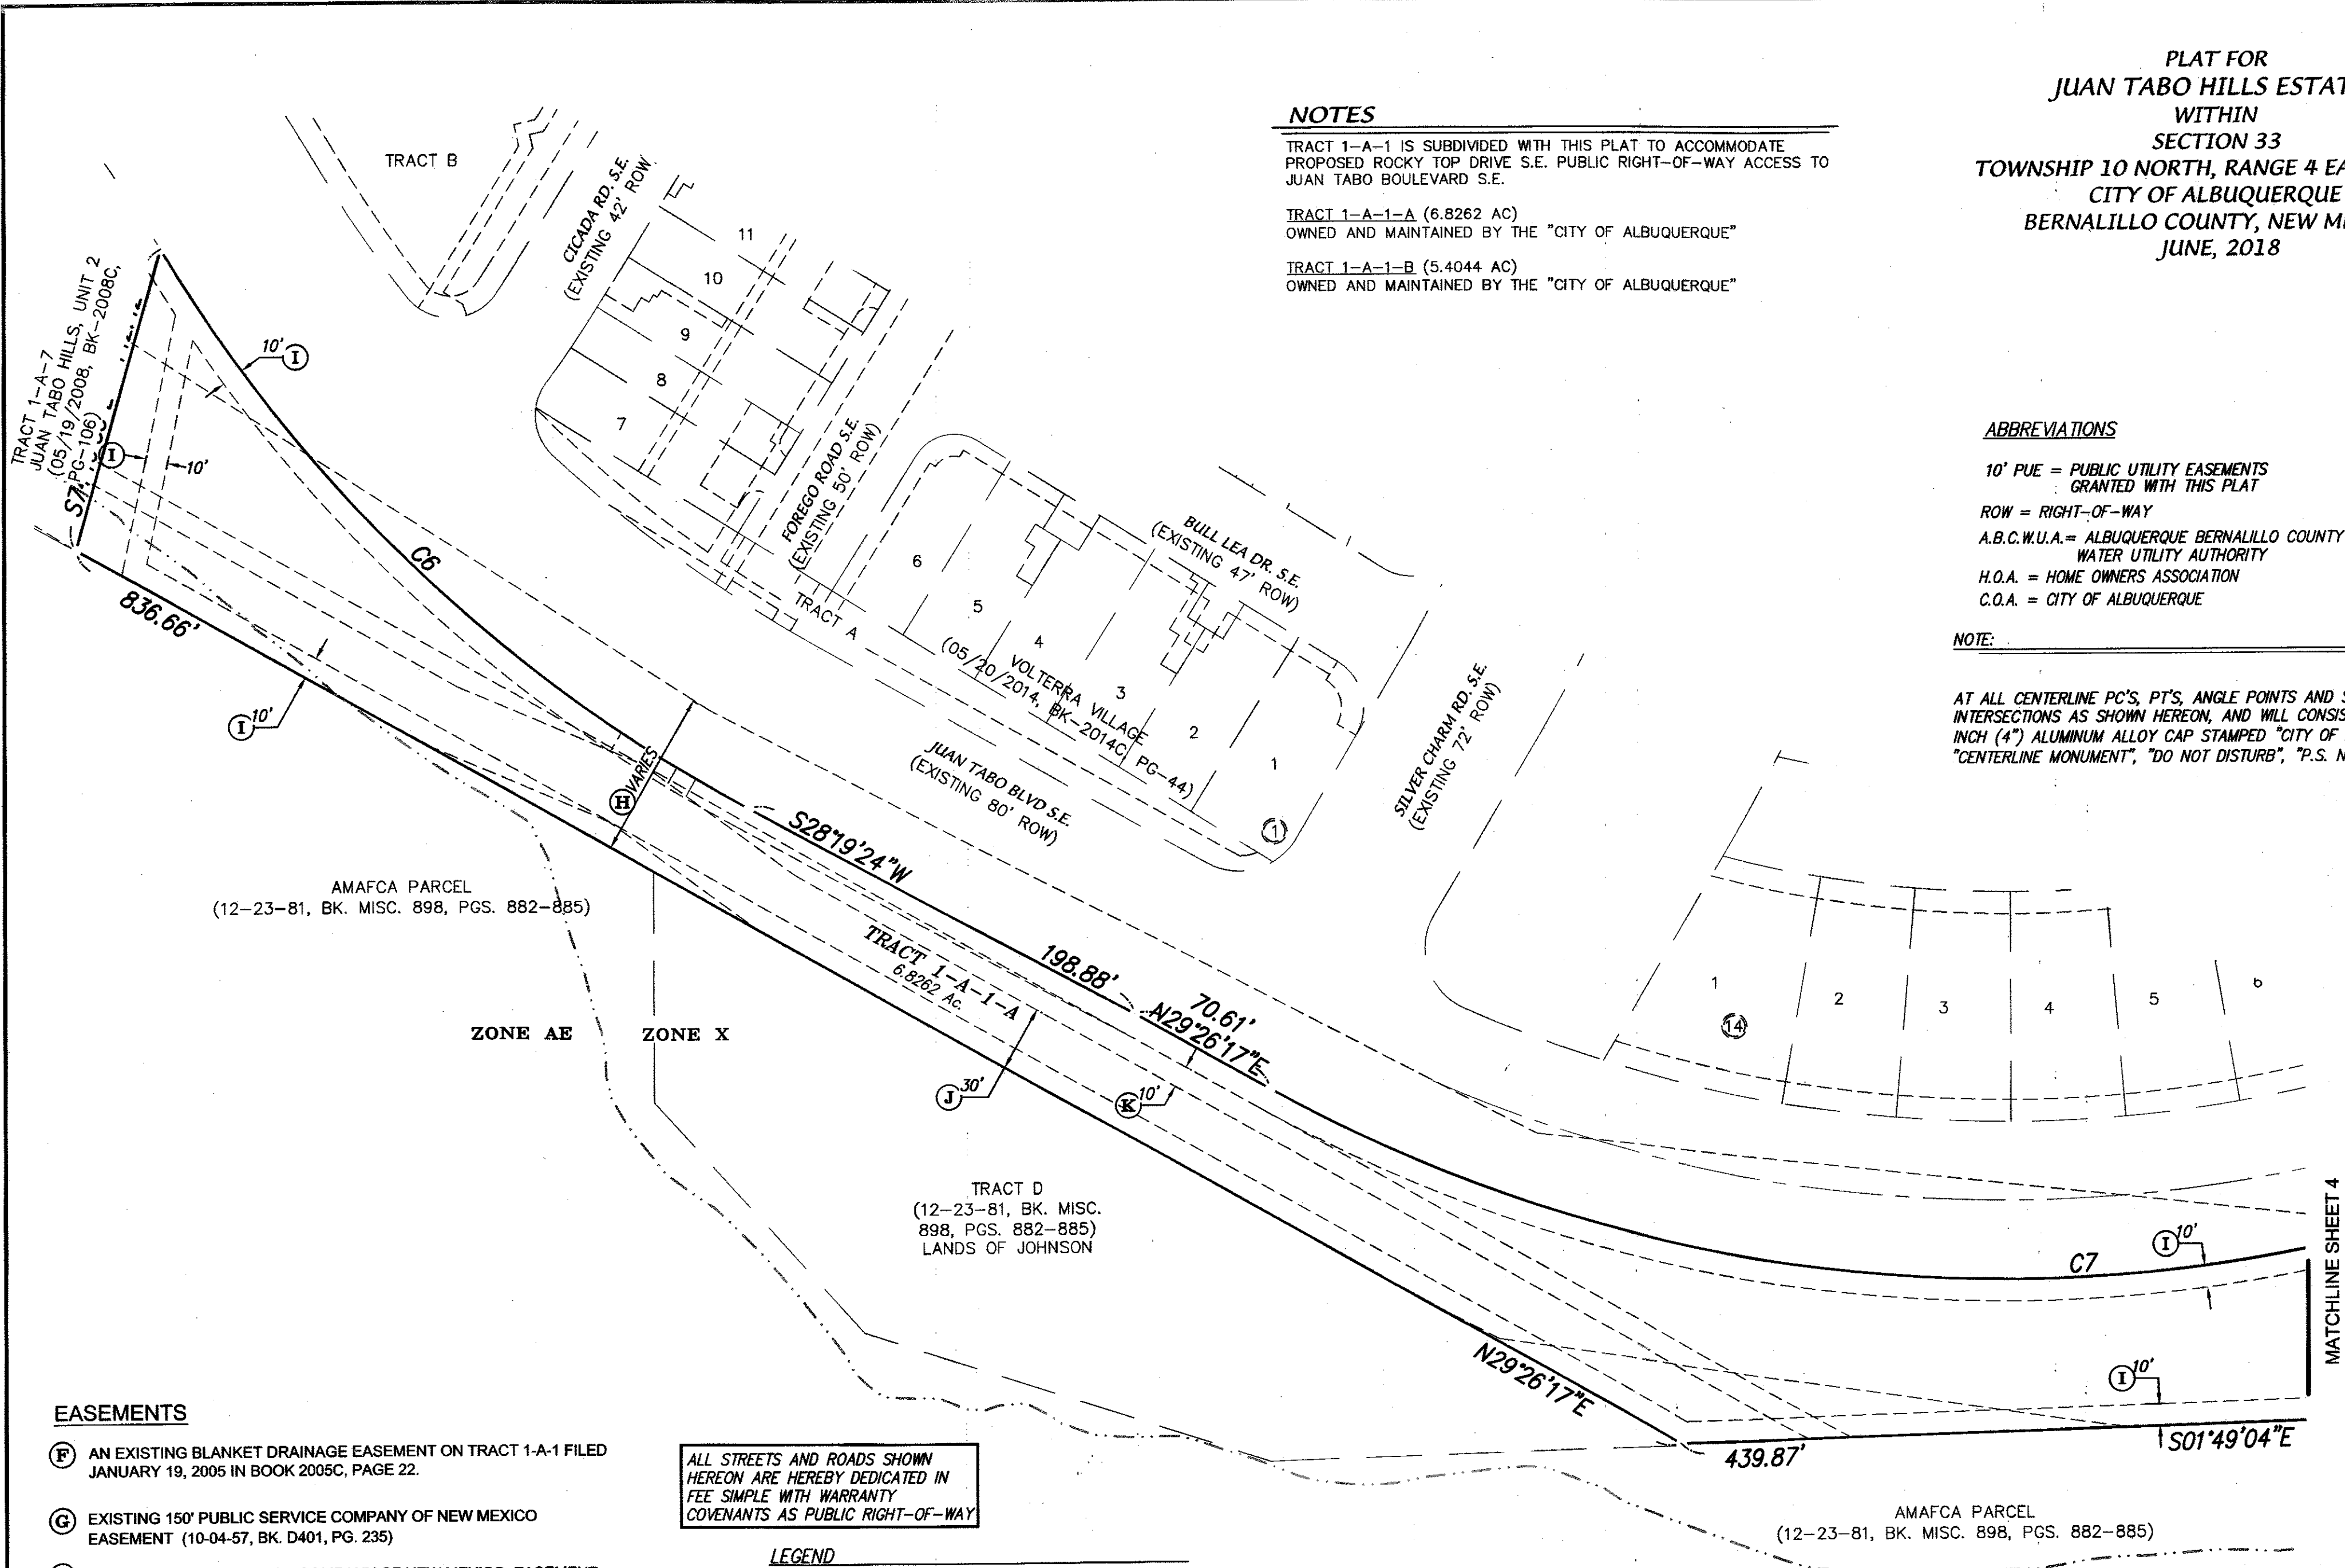 PLAT FOR
JUAN TABO HILLS ESTAT
WITHIN
SECTION 33
TOWNSHIP 10 NORTH, RANGE 4 EA
CITY OF ALBUQUERQUE
BERNALILLO COUNTY, NEW M
JUNE, 2018
NOTES
TRACT 1-A-1 IS SUBDIVIDED WITH THIS PLAT TO ACCOMMODATE
PROPOSED ROCKY TOP DRIVE S.E. PUBLIC RIGHT-OF-WAY ACCESS TO
JUAN TABO BOULEVARD S.E.
TRACT 1-A-1-A (6.8262 AC)
OWNED AND MAINTAINED BY THE "CITY OF ALBUQUERQUE"
TRACT 1-A-1-B (5.4044 AC)
OWNED AND MAINTAINED BY THE "CITY OF ALBUQUERQUE"
ABBREVIATIONS
10' PUE = PUBLIC UTILITY EASEMENTS
GRANTED WITH THIS PLAT
ROW = RIGHT-OF-WAY
A.B.C.W.U.A.= ALBUQUERQUE BERNALILLO COUNTY
WATER UTILITY AUTHORITY
H.O.A. = HOME OWNERS ASSOCIATION
C.O.A. = CITY OF ALBUQUERQUE
NOTE:
AT ALL CENTERLINE PC'S, PT'S, ANGLE POINTS AND S
INTERSECTIONS AS SHOWN HEREON, AND WILL CONSIS
INCH (4") ALUMINUM ALLOY CAP STAMPED "CITY OF
"CENTERLINE MONUMENT", "DO NOT DISTURB", "P.S. N
TRACT B
CICADA RD. S.E.
(EXISTING 42' ROW
11
10
9
8
7
TRACT 1-A-7
JUAN TABO HILLS, UNIT 2
(05/19/2008, BK-2008C,
PG-106)
S7
10' I
I
10'
C6
836.66'
I 10'
FOREGO ROAD S.E.
(EXISTING 50' ROW)
TRACT A
6
5
4
3
2
1
1
VOLTERRA VILLAGE
(05/20/2014, BK-2014C, PG-44)
BULL LEA DR. S.E.
(EXISTING 47' ROW)
JUAN TABO BLVD S.E.
(EXISTING 80' ROW)
SILVER CHARM RD. S.E.
(EXISTING 72' ROW)
H VARIES
S28°19'24"W
198.88'
70.61'
N29°26'17"E
TRACT 1-A-1-A
6.8262 Ac.
AMAFCA PARCEL
(12-23-81, BK. MISC. 898, PGS. 882-885)
ZONE AE
ZONE X
J 30'
K 10'
1
2
3
4
5
6
14
TRACT D
(12-23-81, BK. MISC.
898, PGS. 882-885)
LANDS OF JOHNSON
C7
I 10'
I 10'
MATCHLINE SHEET 4
N29°26'17"E
439.87'
S01°49'04"E
AMAFCA PARCEL
(12-23-81, BK. MISC. 898, PGS. 882-885)
EASEMENTS
F AN EXISTING BLANKET DRAINAGE EASEMENT ON TRACT 1-A-1 FILED
JANUARY 19, 2005 IN BOOK 2005C, PAGE 22.
G EXISTING 150' PUBLIC SERVICE COMPANY OF NEW MEXICO
EASEMENT (10-04-57, BK. D401, PG. 235)
ALL STREETS AND ROADS SHOWN
HEREON ARE HEREBY DEDICATED IN
FEE SIMPLE WITH WARRANTY
COVENANTS AS PUBLIC RIGHT-OF-WAY
LEGEND